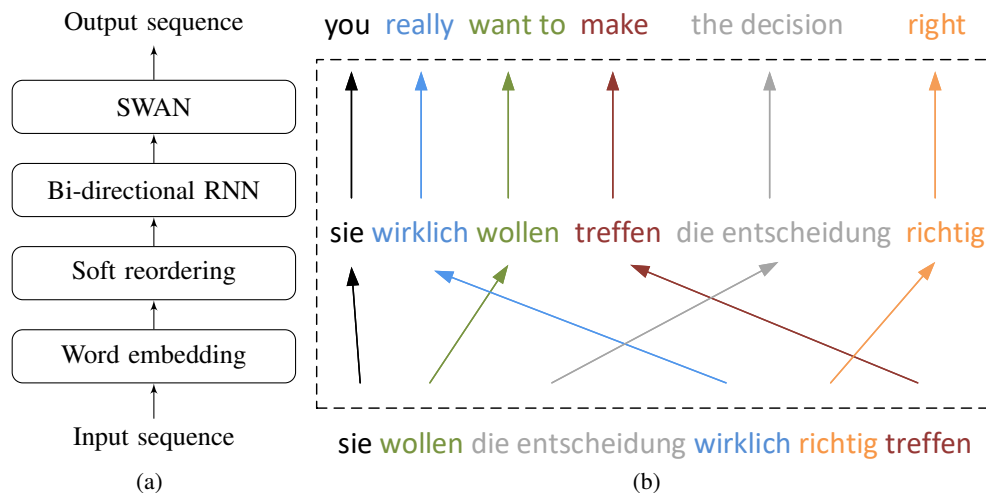 Output sequence
SWAN
Bi-directional RNN
Soft reordering
Word embedding
Input sequence
(a)
you really want to make the decision right
sie wirklich wollen treffen die entscheidung richtig
sie wollen die entscheidung wirklich richtig treffen
(b)